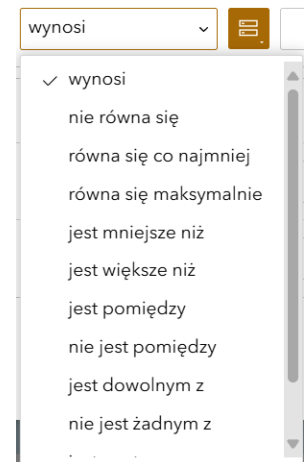 wynosi
wynosi
nie równa się
równa się co najmniej
równa się maksymalnie
jest mniejsze niż
jest większe niż
jest pomiędzy
nie jest pomiędzy
jest dowolnym z
nie jest żadnym z